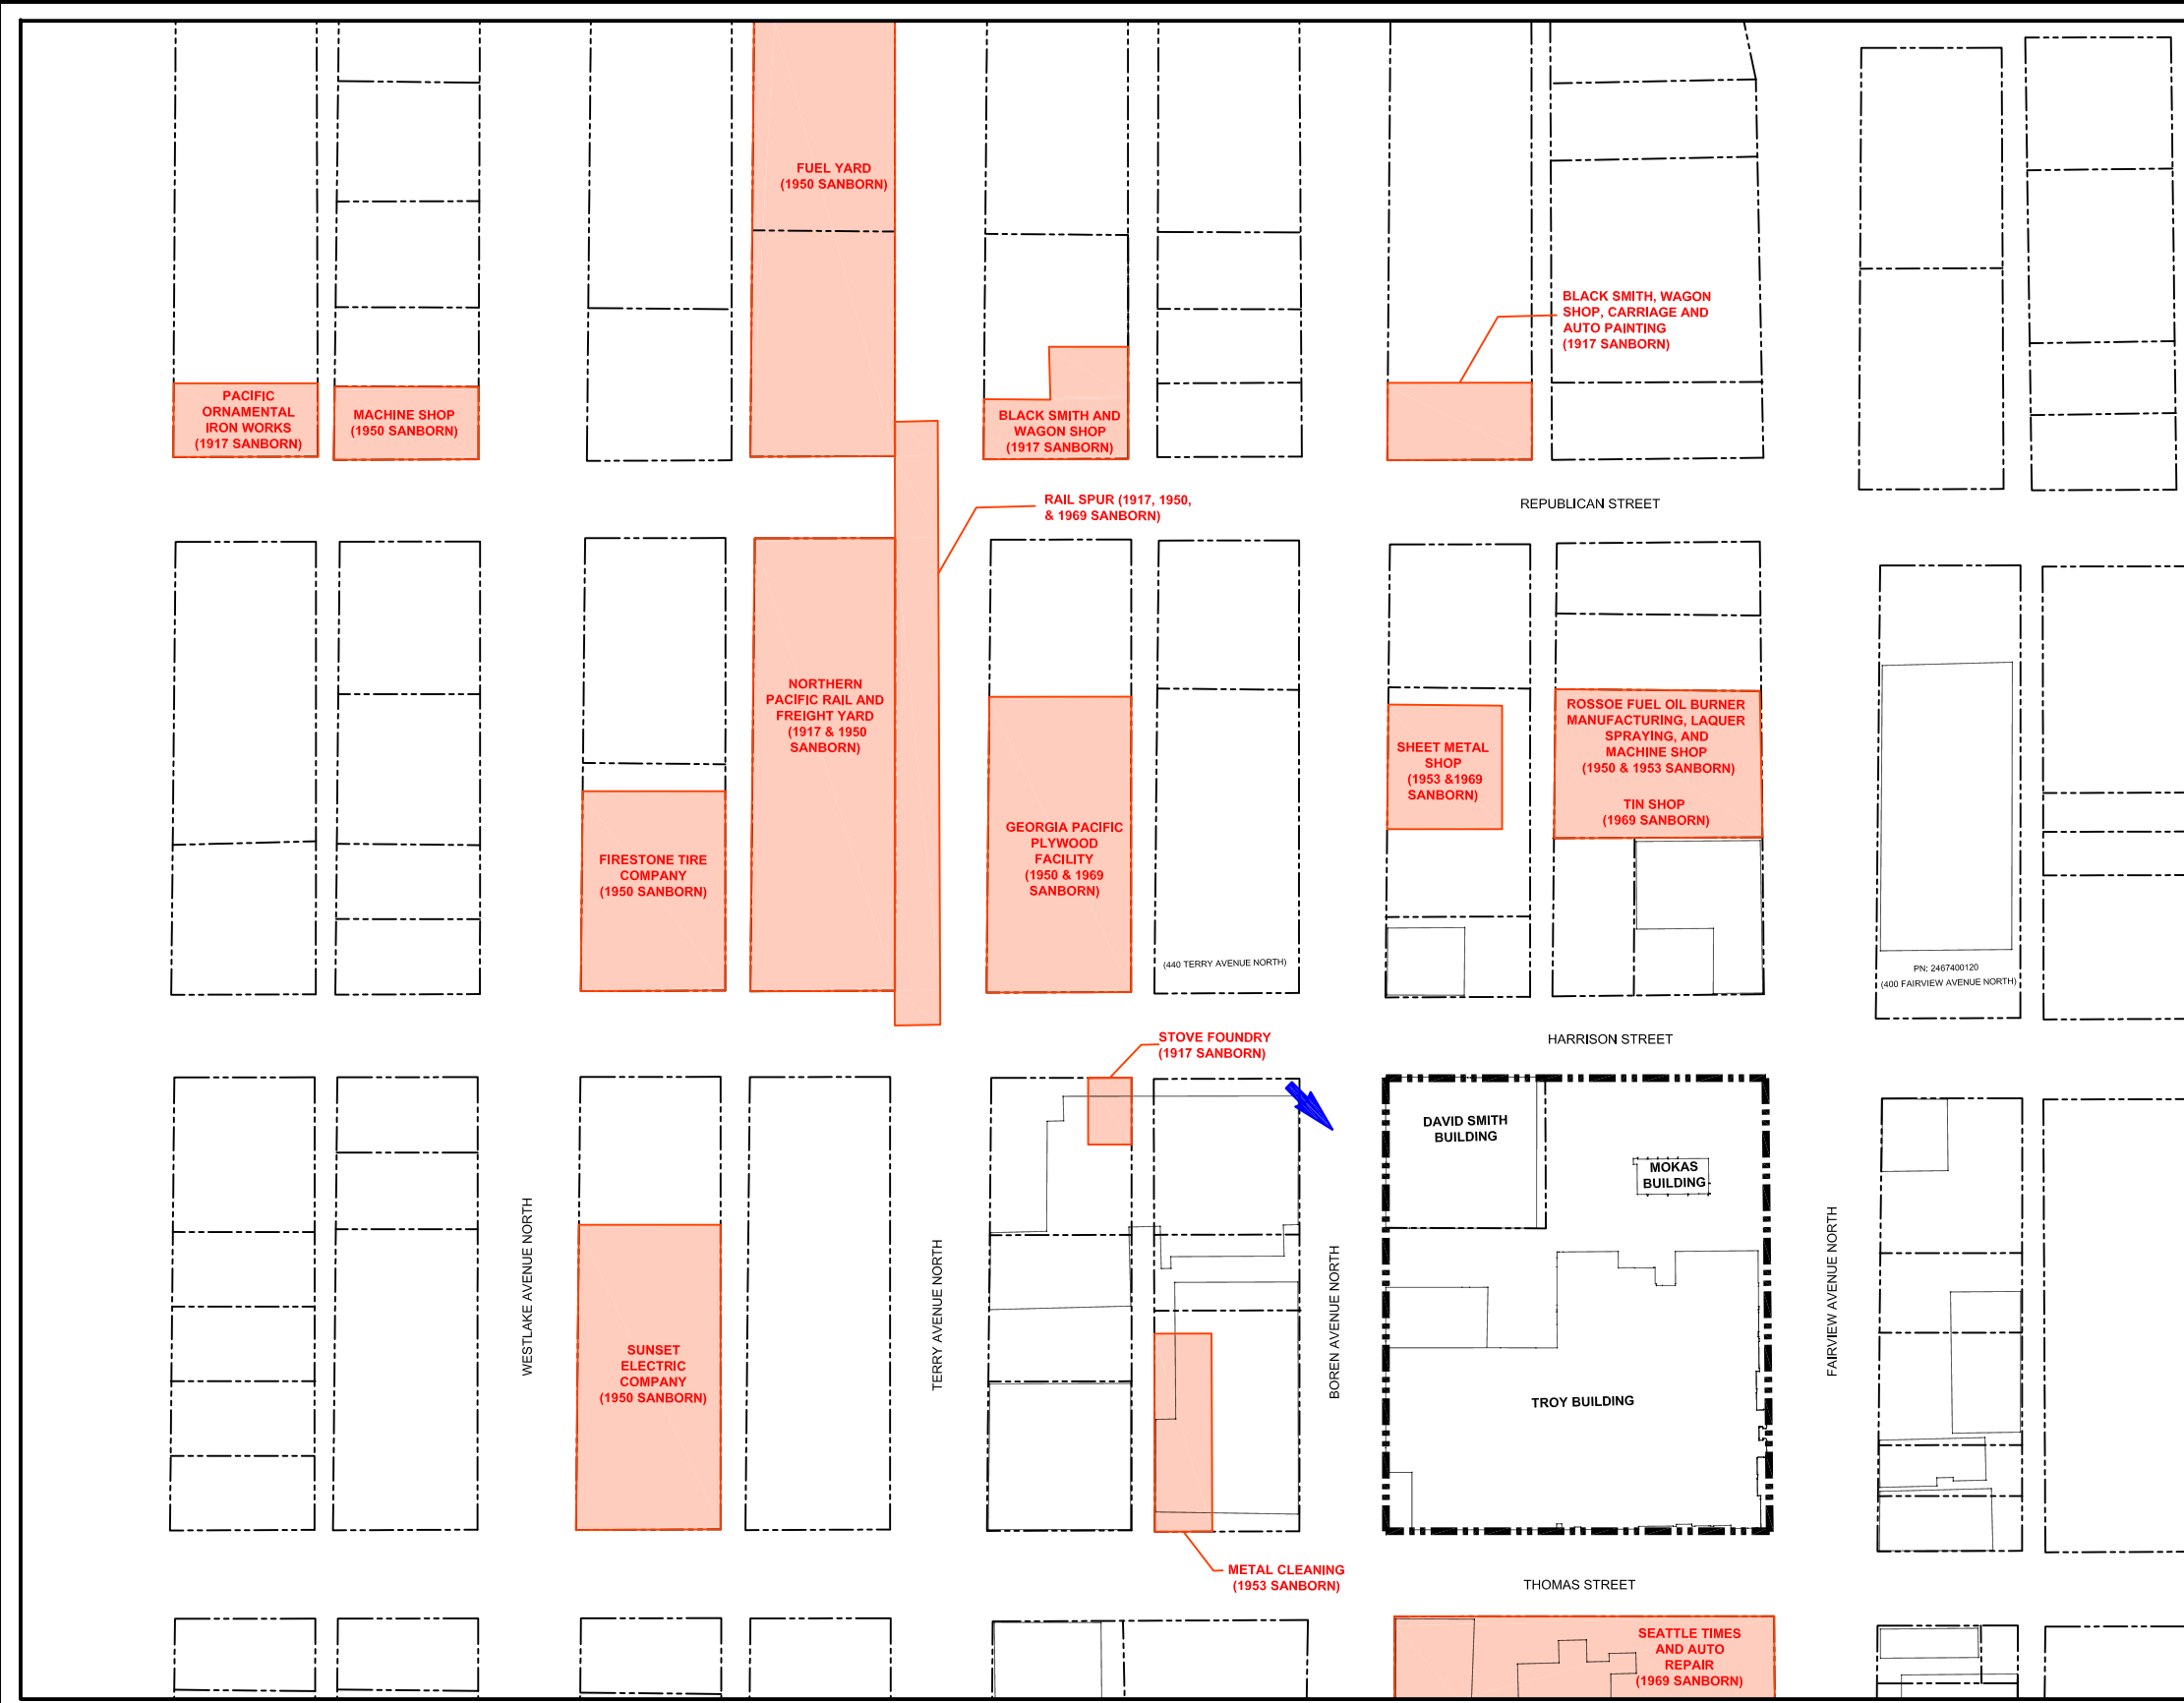 FUEL YARD
(1950 SANBORN)
BLACK SMITH, WAGON
SHOP, CARRIAGE AND
AUTO PAINTING
(1917 SANBORN)
PACIFIC
ORNAMENTAL
IRON WORKS
(1917 SANBORN)
MACHINE SHOP
(1950 SANBORN)
BLACK SMITH AND
WAGON SHOP
(1917 SANBORN)
RAIL SPUR (1917, 1950,
& 1969 SANBORN)
REPUBLICAN STREET
NORTHERN
PACIFIC RAIL AND
FREIGHT YARD
(1917 & 1950
SANBORN)
SHEET METAL
SHOP
(1953 &1969
SANBORN)
ROSSOE FUEL OIL BURNER
MANUFACTURING, LAQUER
SPRAYING, AND
MACHINE SHOP
(1950 & 1953 SANBORN)
TIN SHOP
(1969 SANBORN)
FIRESTONE TIRE
COMPANY
(1950 SANBORN)
GEORGIA PACIFIC
PLYWOOD
FACILITY
(1950 & 1969
SANBORN)
(440 TERRY AVENUE NORTH)
PN: 2467400120
(400 FAIRVIEW AVENUE NORTH)
STOVE FOUNDRY
(1917 SANBORN)
HARRISON STREET
DAVID SMITH
BUILDING
MOKAS
BUILDING
WESTLAKE AVENUE NORTH
TERRY AVENUE NORTH
BOREN AVENUE NORTH
FAIRVIEW AVENUE NORTH
SUNSET
ELECTRIC
COMPANY
(1950 SANBORN)
TROY BUILDING
METAL CLEANING
(1953 SANBORN)
THOMAS STREET
SEATTLE TIMES
AND AUTO
REPAIR
(1969 SANBORN)